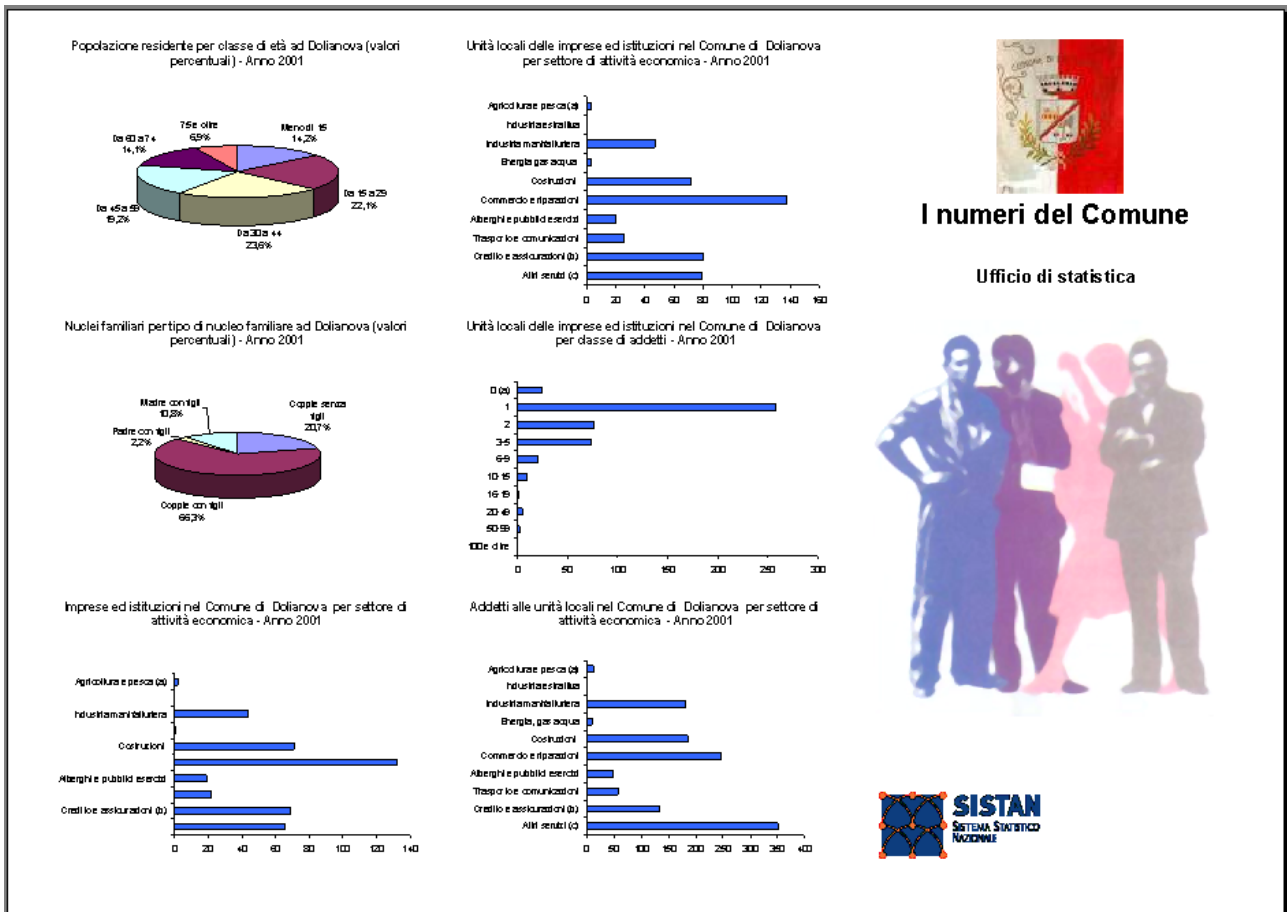 Popolazione residente per classe di età ad Dolianova (valori
percentuali) - Anno 2001
75 e oltre
6,9%
Meno di 15
14,2%
Da 60 a 74
14,1%
Da 15 a 29
22,1%
Da 45 a 59
19,2%
Da 30 a 44
23,6%
Nuclei familiari per tipo di nucleo familiare ad Dolianova (valori
percentuali) - Anno 2001
Madre con figli
10,8%
Coppie senza
figli
20,7%
Padre con figli
2,2%
Coppie con figli
66,3%
Imprese ed istituzioni nel Comune di Dolianova per settore di
attività economica - Anno 2001
Agricoltura e pesca (a)
Industria manifatturiera
Costruzioni
Alberghi e pubblici esercizi
Credito e assicurazioni (b)
0 20 40 60 80 100 120 140
Unità locali delle imprese ed istituzioni nel Comune di Dolianova
per settore di attività economica - Anno 2001
Agricoltura e pesca (a)
Industria estrattiva
Industria manifatturiera
Energia, gas acqua
Costruzioni
Commercio e riparazioni
Alberghi e pubblici esercizi
Trasporto e comunicazioni
Credito e assicurazioni (b)
Altri servizi (c)
0 20 40 60 80 100 120 140 160
Unità locali delle imprese ed istituzioni nel Comune di Dolianova
per classe di addetti - Anno 2001
0 (a)
1
2
3-5
6-9
10-15
16-19
20-49
50-99
100 e oltre
0 50 100 150 200 250 300
Addetti alle unità locali nel Comune di Dolianova per settore di
attività economica - Anno 2001
Agricoltura e pesca (a)
Industria estrattiva
Industria manifatturiera
Energia, gas acqua
Costruzioni
Commercio e riparazioni
Alberghi e pubblici esercizi
Trasporto e comunicazioni
Credito e assicurazioni (b)
Altri servizi (c)
0 50 100 150 200 250 300 350 400
I numeri del Comune
Ufficio di statistica
SISTAN
SISTEMA STATISTICO
NAZIONALE